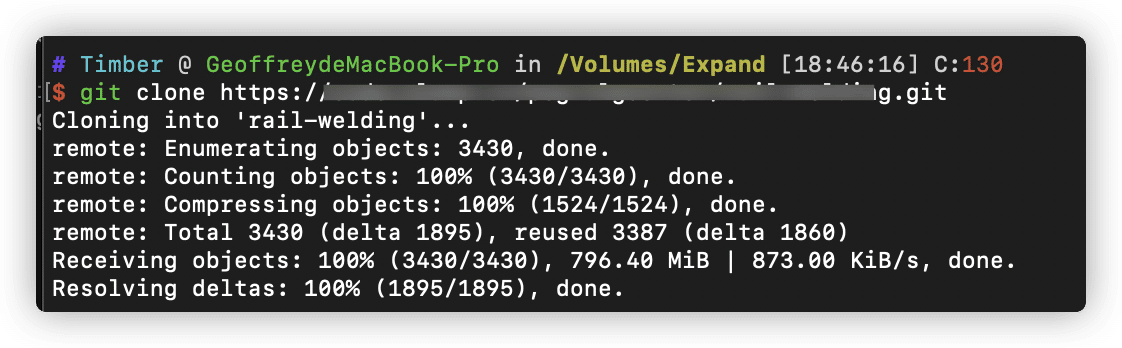 # Timber @ GeoffreydeMacBook-Pro in /Volumes/Expand [18:46:16] C:130
$ git clone https://ng.git
Cloning into 'rail-welding'...
remote: Enumerating objects: 3430, done.
remote: Counting objects: 100% (3430/3430), done.
remote: Compressing objects: 100% (1524/1524), done.
remote: Total 3430 (delta 1895), reused 3387 (delta 1860)
Receiving objects: 100% (3430/3430), 796.40 MiB | 873.00 KiB/s, done.
Resolving deltas: 100% (1895/1895), done.